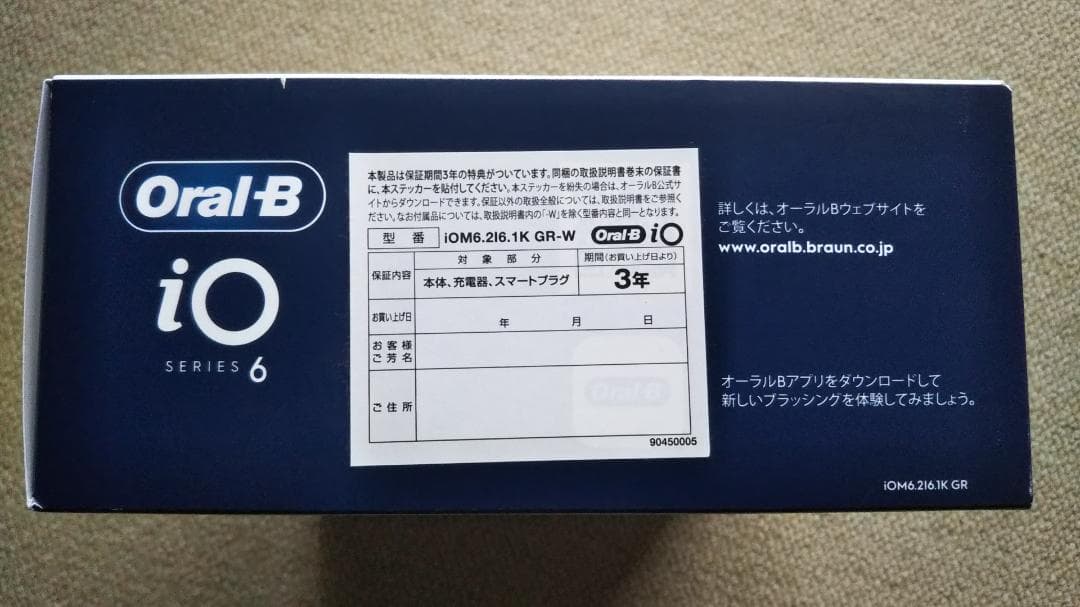 Oral-B
iO
SERIES 6
本製品は保証期間3年の特典がついています。同梱の取扱説明書巻末の保証書
に、本ステッカーを貼付してください。本ステッカーを紛失の場合は、オーラルB公式サ
イトからダウンロードできます。保証以外の取扱全般については、取扱説明書をご参照く
ださい。なお付属品については、取扱説明書内の「-W」を除く型番内容と同一となります。
型 番 iOM6.2I6.1K GR-W Oral-B iO
保証内容 対象部分 期間(お買い上げ日より)
本体、充電器、スマートプラグ 3年
お買い上げ日 年 月 日
お客様
ご芳名
ご住所
Oral-B
90450005
詳しくは、オーラルBウェブサイトを
ご覧ください。
www.oralb.braun.co.jp
オーラルBアプリをダウンロードして
新しいブラッシングを体験してみましょう。
iOM6.2I6.1K GR